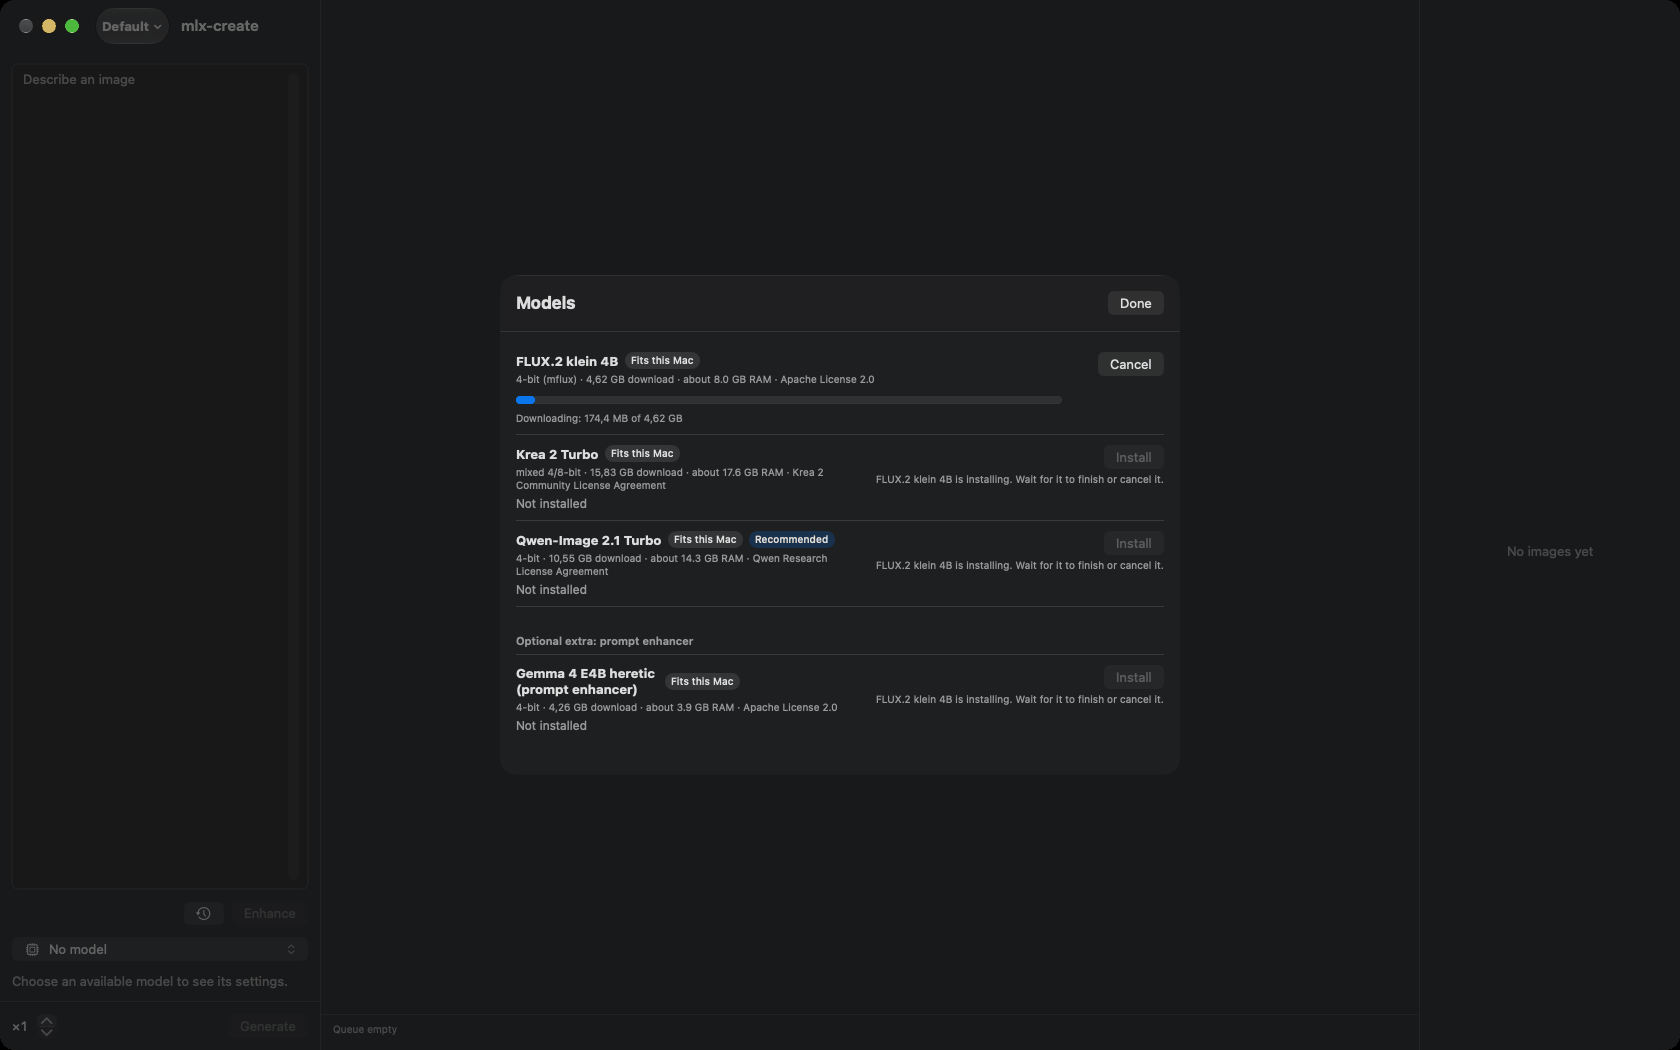 Default
mlx-create
Describe an image
Models
Done
FLUX.2 klein 4B
Fits this Mac
Cancel
4-bit (mflux) · 4,62 GB download · about 8.0 GB RAM · Apache License 2.0
Downloading: 174,4 MB of 4,62 GB
Krea 2 Turbo
Fits this Mac
Install
mixed 4/8-bit · 15,83 GB download · about 17.6 GB RAM · Krea 2
Community License Agreement
FLUX.2 klein 4B is installing. Wait for it to finish or cancel it.
Not installed
Qwen-Image 2.1 Turbo
Fits this Mac
Recommended
Install
4-bit · 10,55 GB download · about 14.3 GB RAM · Qwen Research
License Agreement
FLUX.2 klein 4B is installing. Wait for it to finish or cancel it.
Not installed
Optional extra: prompt enhancer
Gemma 4 E4B heretic
(prompt enhancer)
Fits this Mac
Install
4-bit · 4,26 GB download · about 3.9 GB RAM · Apache License 2.0
FLUX.2 klein 4B is installing. Wait for it to finish or cancel it.
Not installed
No images yet
Enhance
No model
Choose an available model to see its settings.
×1
Generate
Queue empty